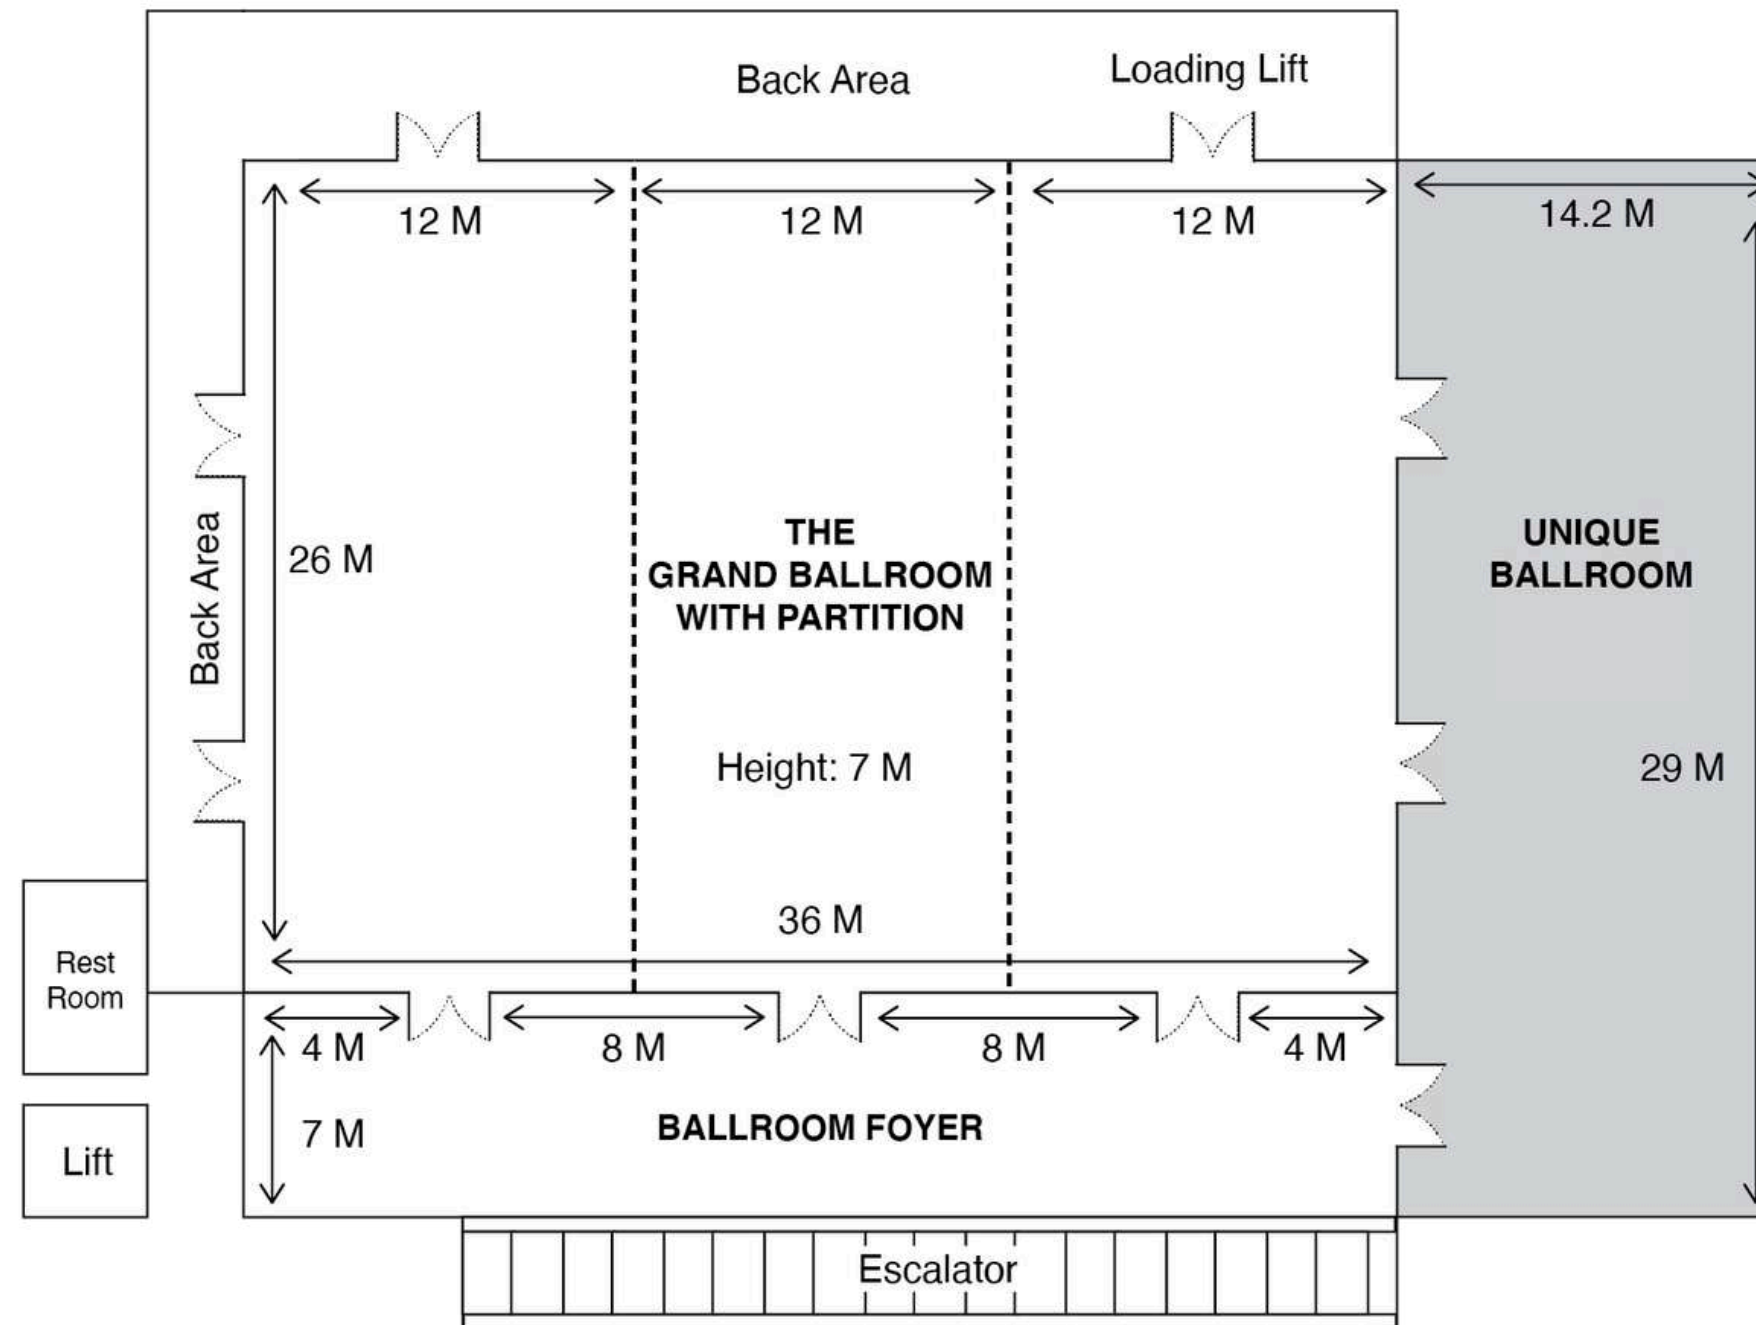 Back Area
Loading Lift
12 M
12 M
12 M
14.2 M
Back Area
26 M
THE
GRAND BALLROOM
WITH PARTITION
Height: 7 M
UNIQUE
BALLROOM
29 M
36 M
Rest
Room
4 M
8 M
8 M
4 M
7 M
BALLROOM FOYER
Lift
Escalator